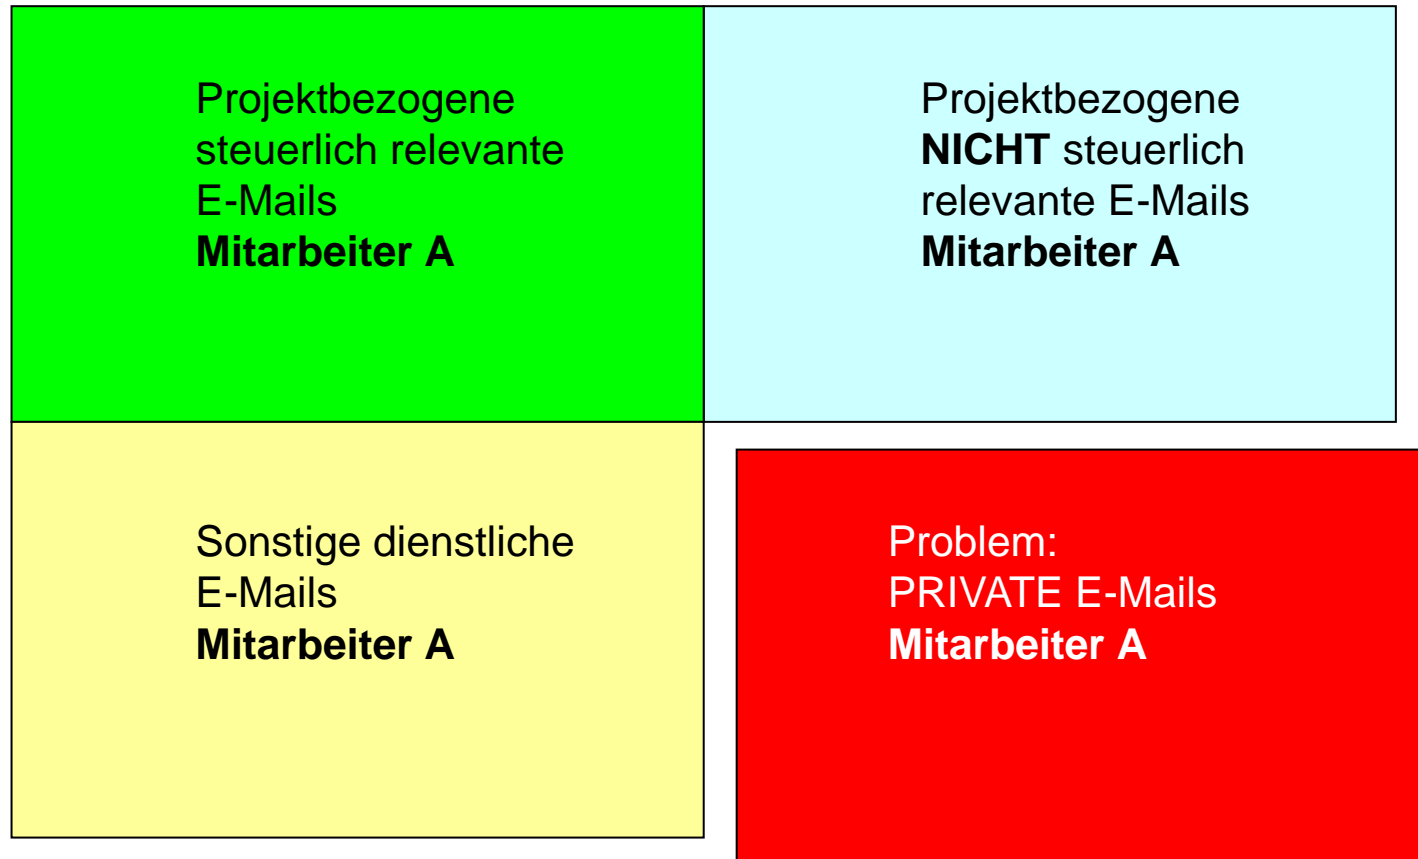 Projektbezogene
steuerlich relevante
E-Mails
Mitarbeiter A
Projektbezogene
NICHT steuerlich
relevante E-Mails
Mitarbeiter A
Sonstige dienstliche
E-Mails
Mitarbeiter A
Problem:
PRIVATE E-Mails
Mitarbeiter A